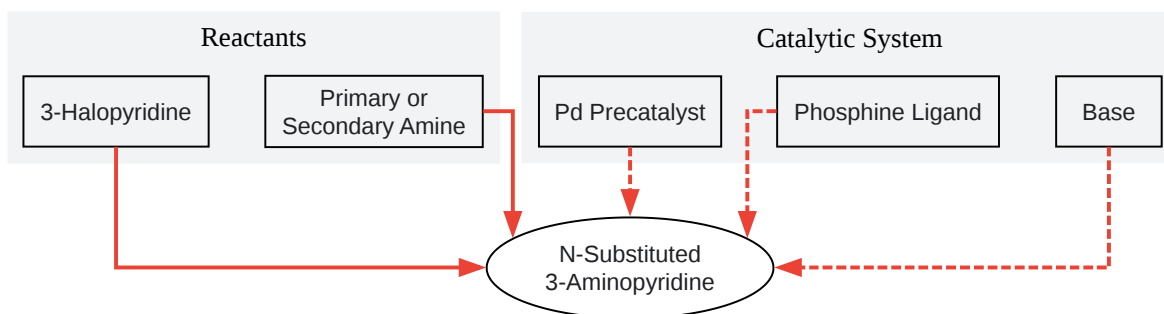 Reactants
Catalytic System
3-Halopyridine
Primary or
Secondary Amine
Pd Precatalyst
Phosphine Ligand
Base
N-Substituted
3-Aminopyridine